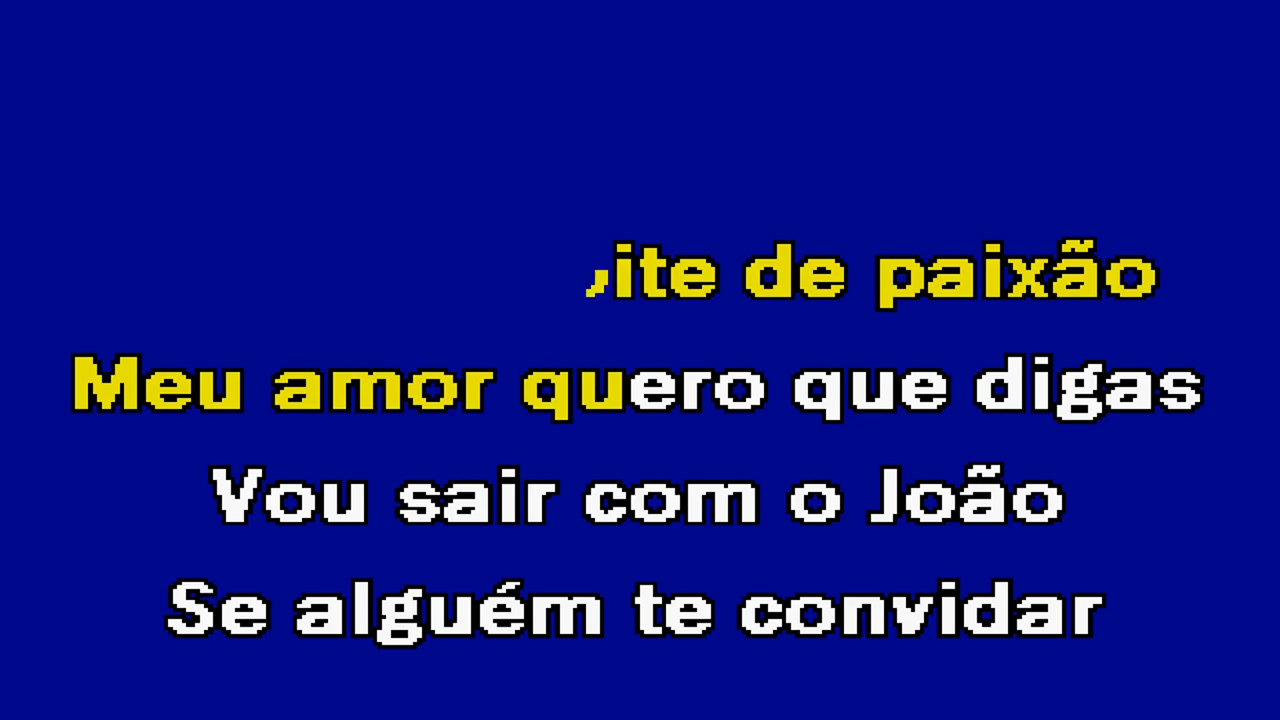 ite de paixão
Meu amor quero que digas
Vou sair com o João
Se alguém te convidar